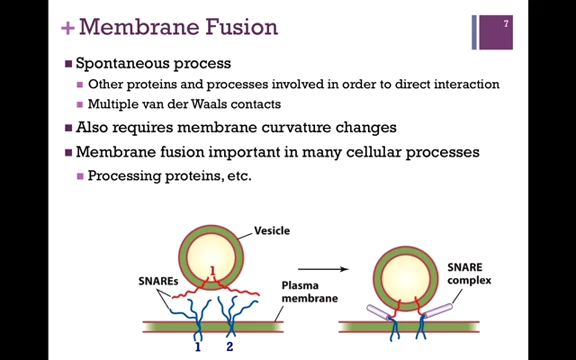 + Membrane Fusion
7
Spontaneous process
Other proteins and processes involved in order to direct interaction
Multiple van der Waals contacts
Also requires membrane curvature changes
Membrane fusion important in many cellular processes
Processing proteins, etc.
Vesicle
1
SNAREs
Plasma
membrane
1 2
SNARE
complex